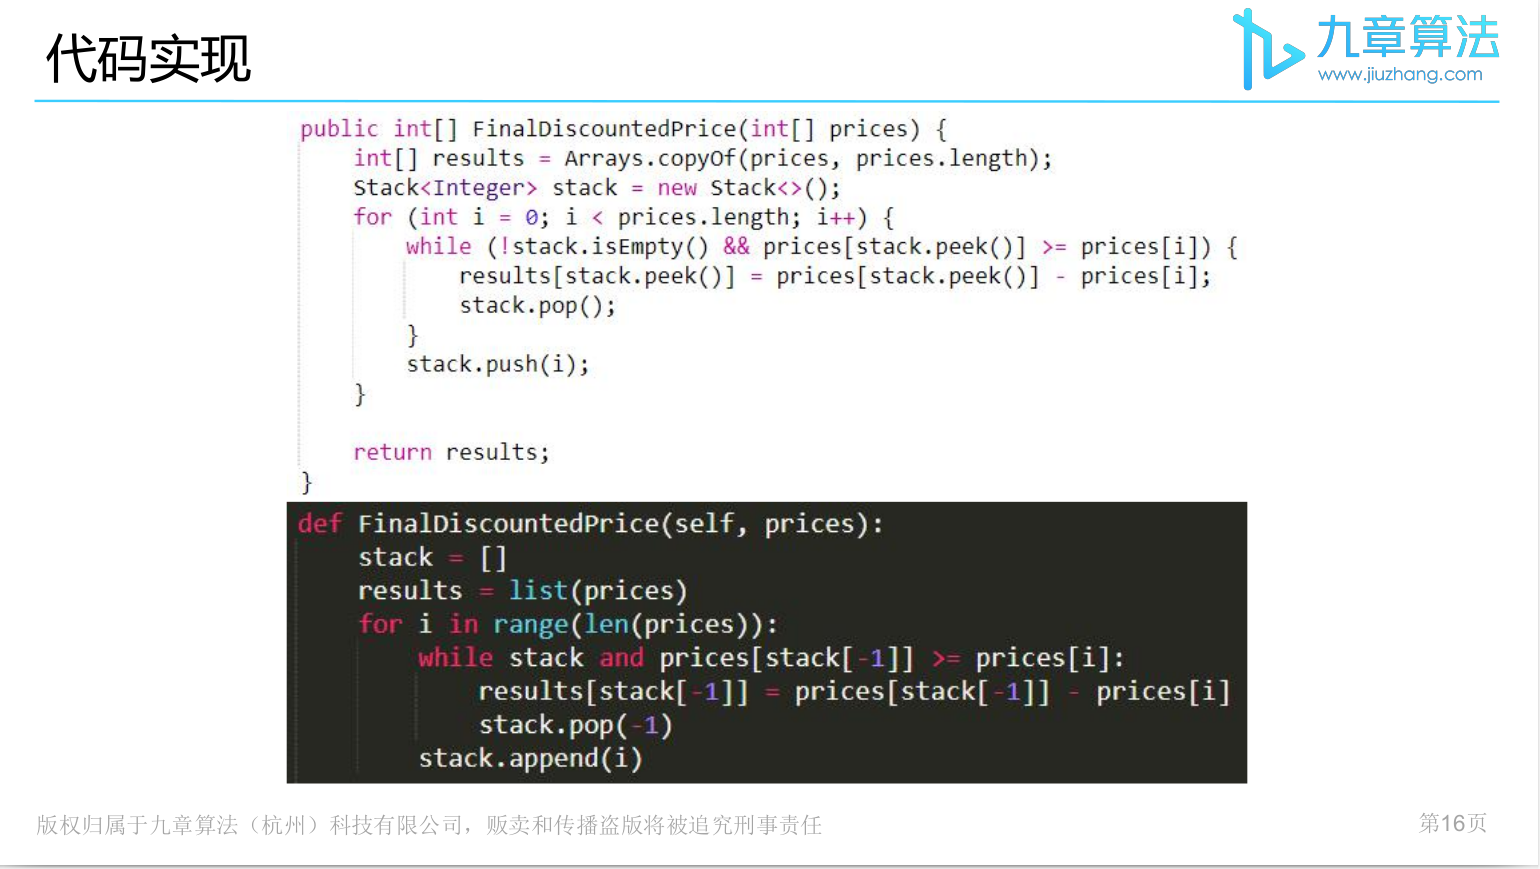 代码实现
九章算法
www.jiuzhang.com
public int[] FinalDiscountedPrice(int[] prices) {
    int[] results = Arrays.copyOf(prices, prices.length);
    Stack<Integer> stack = new Stack<>();
    for (int i = 0; i < prices.length; i++) {
        while (!stack.isEmpty() && prices[stack.peek()] >= prices[i]) {
            results[stack.peek()] = prices[stack.peek()] - prices[i];
            stack.pop();
        }
        stack.push(i);
    }
    return results;
}
def FinalDiscountedPrice(self, prices):
    stack = []
    results = list(prices)
    for i in range(len(prices)):
        while stack and prices[stack[-1]] >= prices[i]:
            results[stack[-1]] = prices[stack[-1]] - prices[i]
            stack.pop(-1)
        stack.append(i)
版权归属于九章算法（杭州）科技有限公司，贩卖和传播盗版将被追究刑事责任
第16页